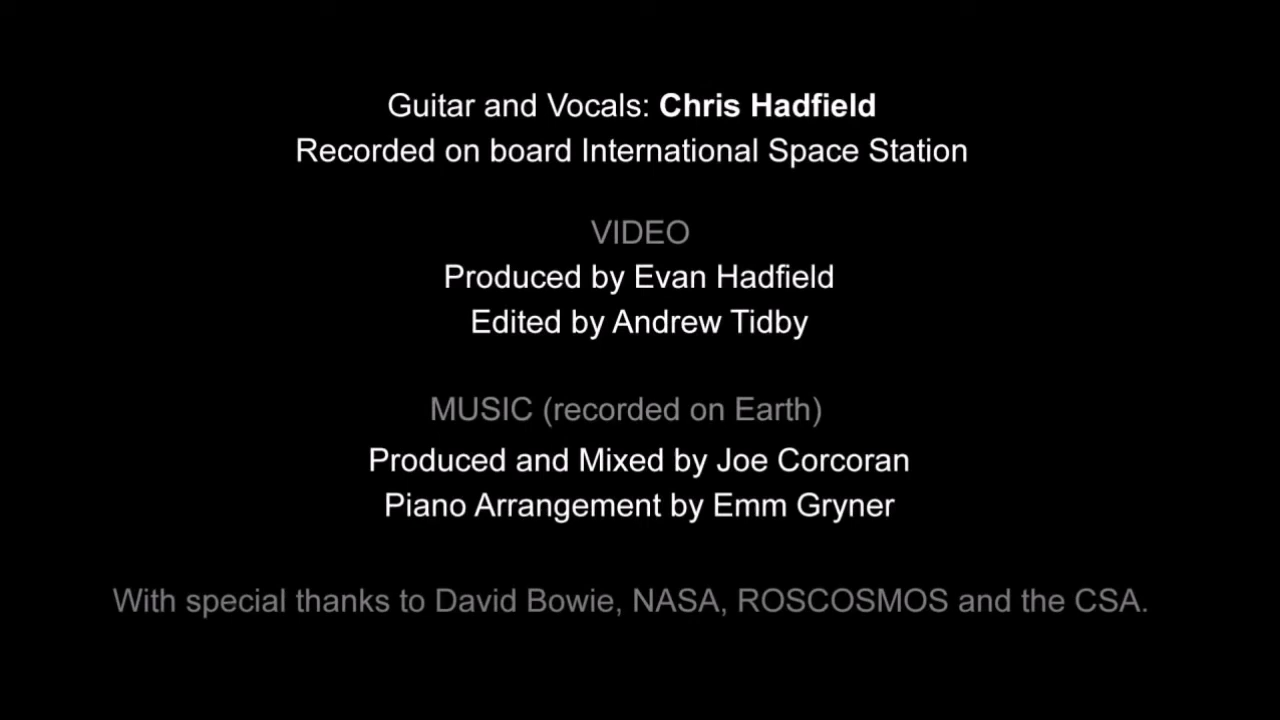 Guitar and Vocals: Chris Hadfield
Recorded on board International Space Station
VIDEO
Produced by Evan Hadfield
Edited by Andrew Tidby
MUSIC (recorded on Earth)
Produced and Mixed by Joe Corcoran
Piano Arrangement by Emm Gryner
With special thanks to David Bowie, NASA, ROSCOSMOS and the CSA.